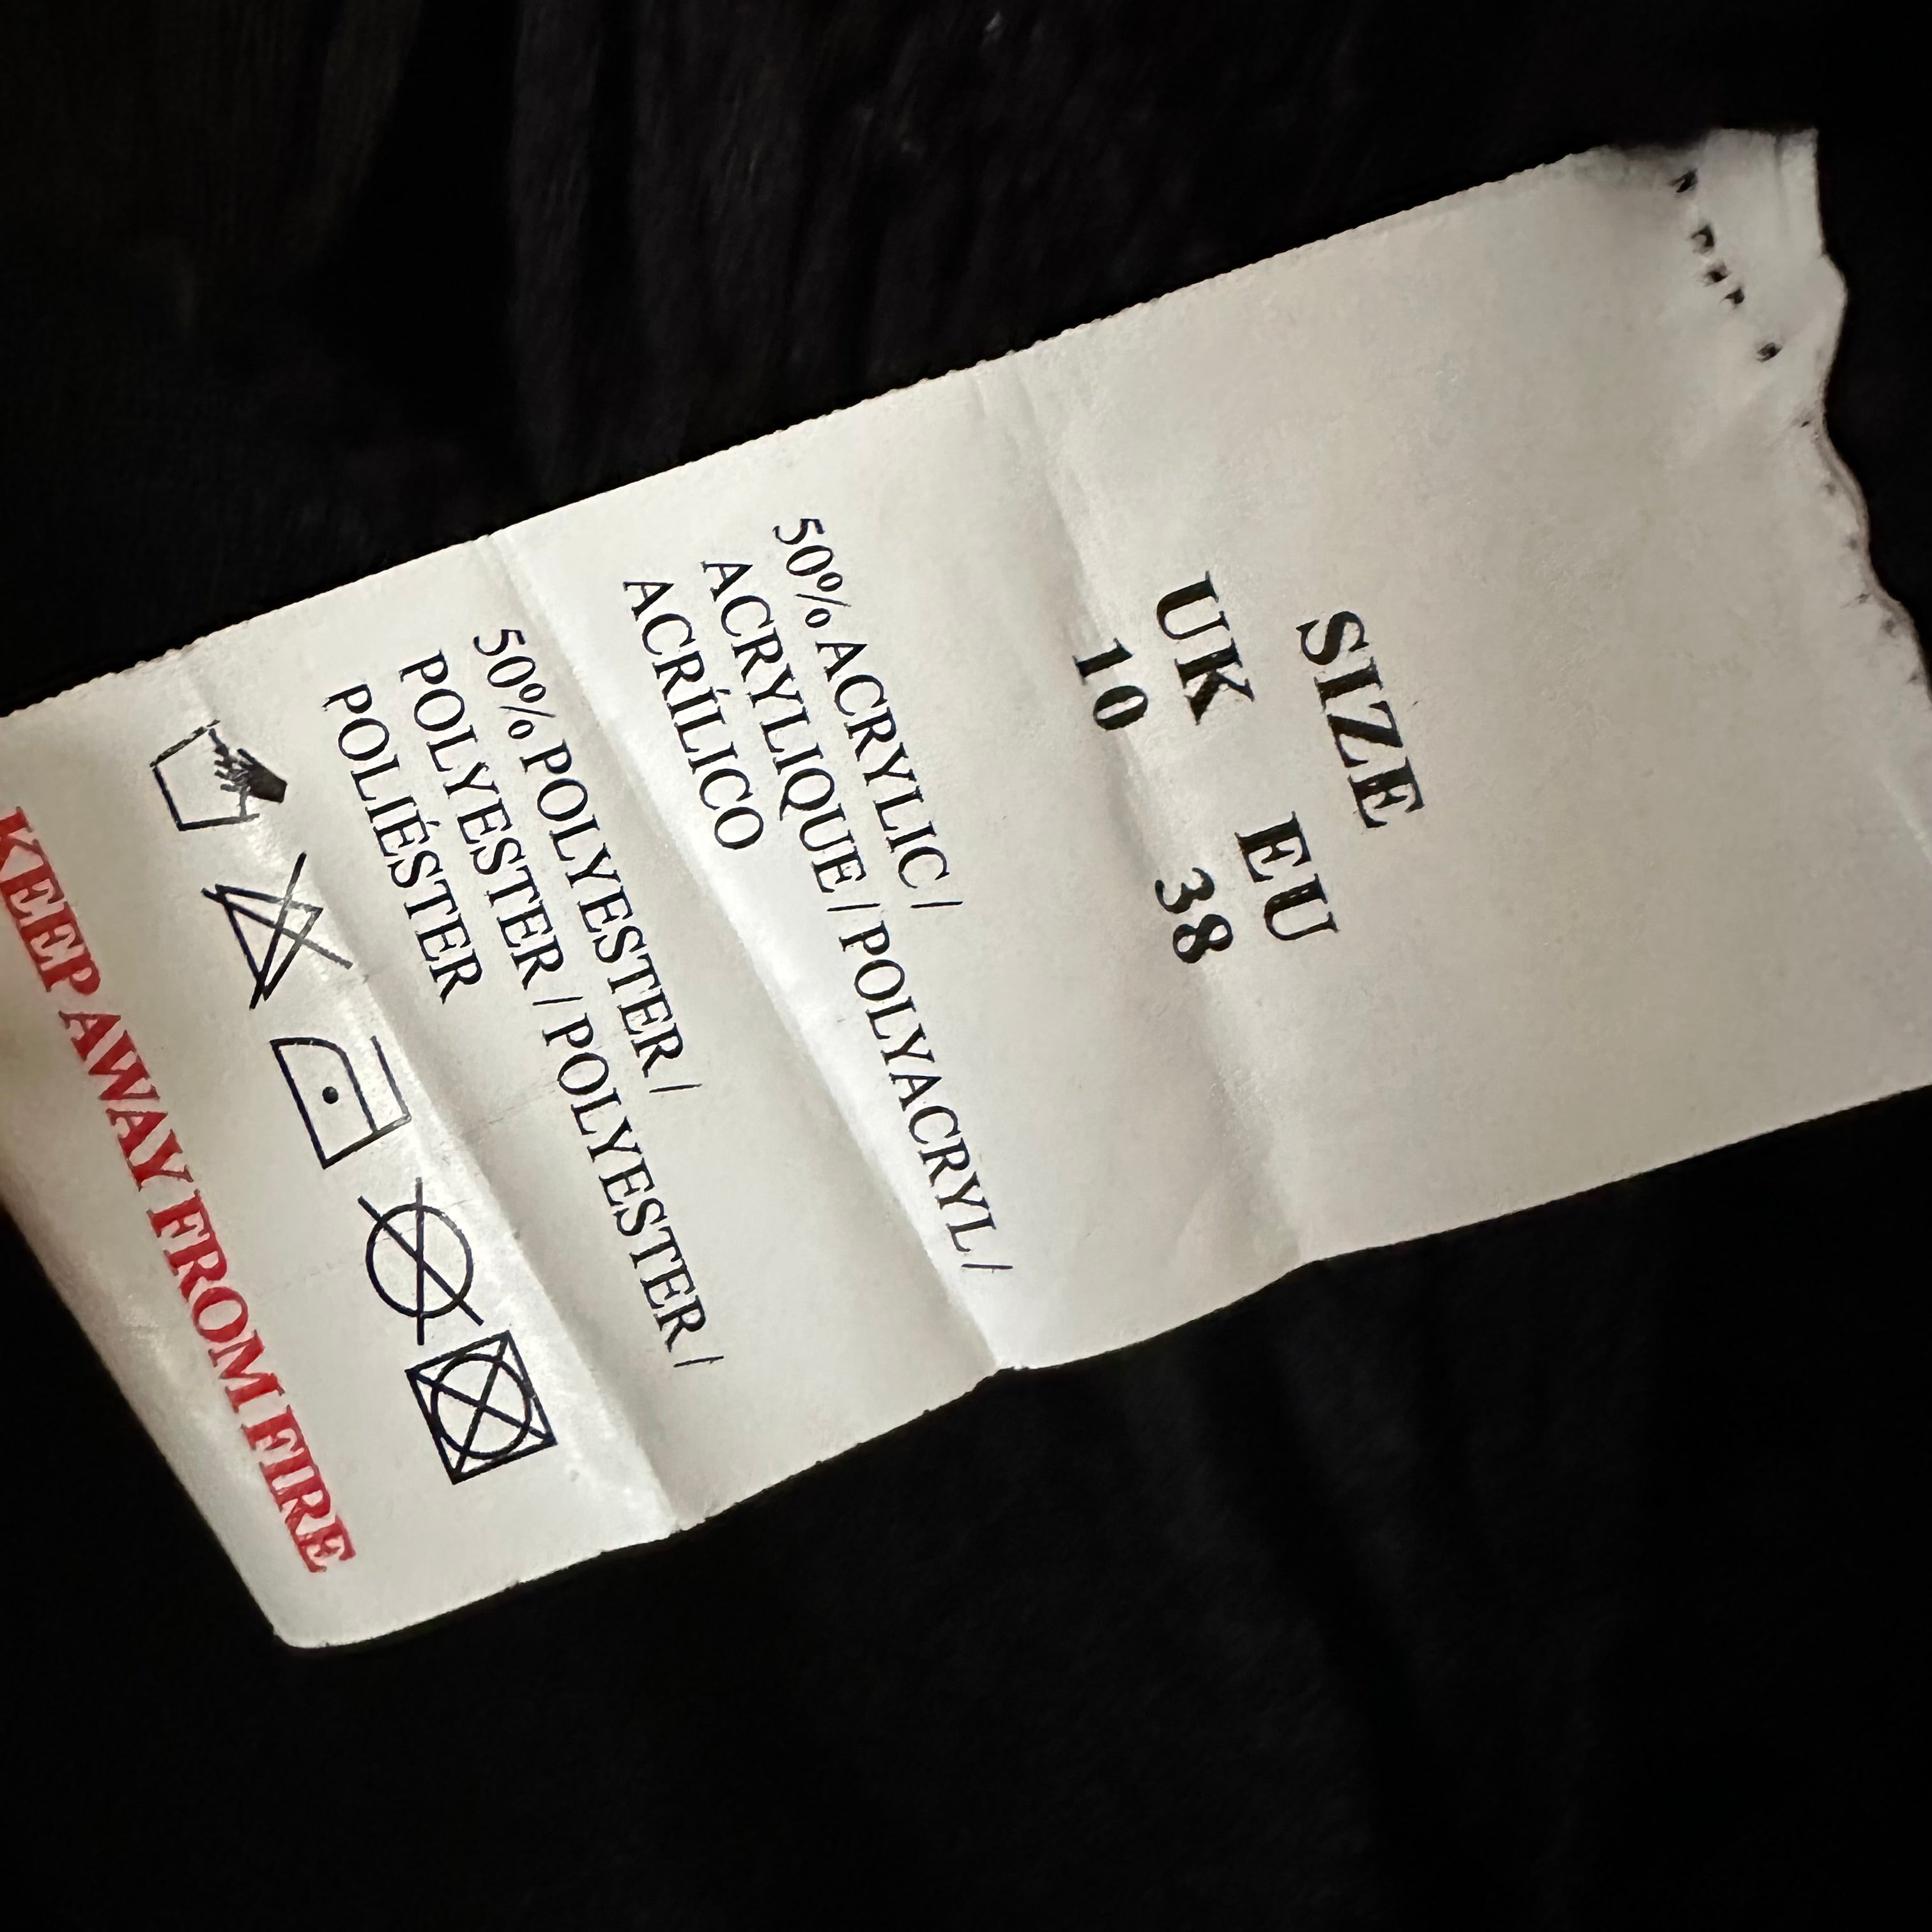 SIZE
UK EU
10 38
50% ACRYLIC /
ACRYLIQUE / POLYACRYL /
ACRÍLICO
50% POLYESTER /
POLYESTER / POLYESTER /
POLIÉSTER
KEEP AWAY FROM FIRE